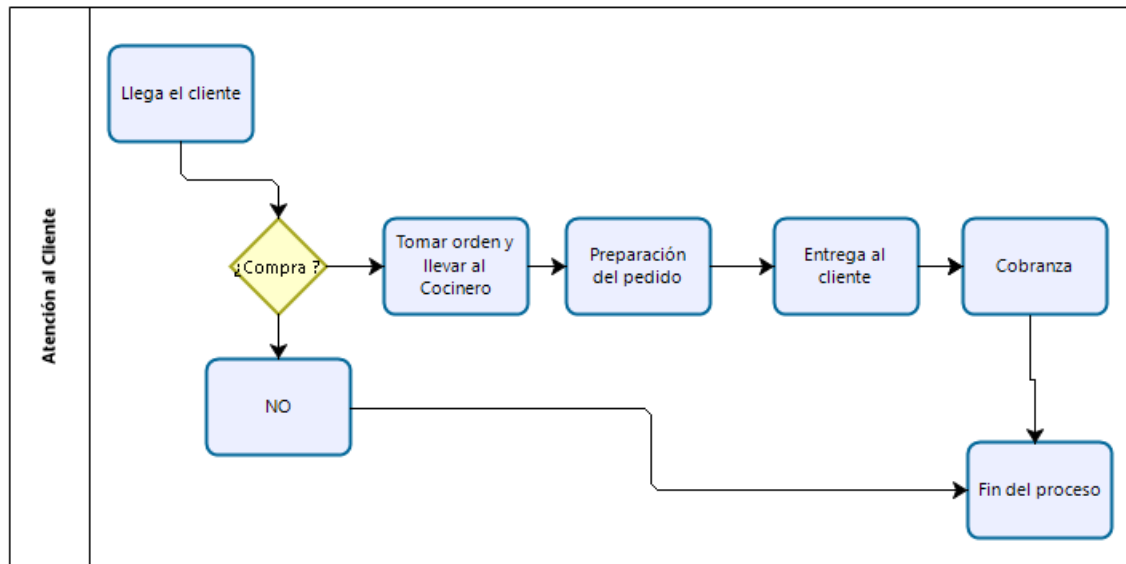 Atención al Cliente
Llega el cliente
¿Compra ?
Tomar orden y
llevar al
Cocinero
Preparación
del pedido
Entrega al
cliente
Cobranza
NO
Fin del proceso